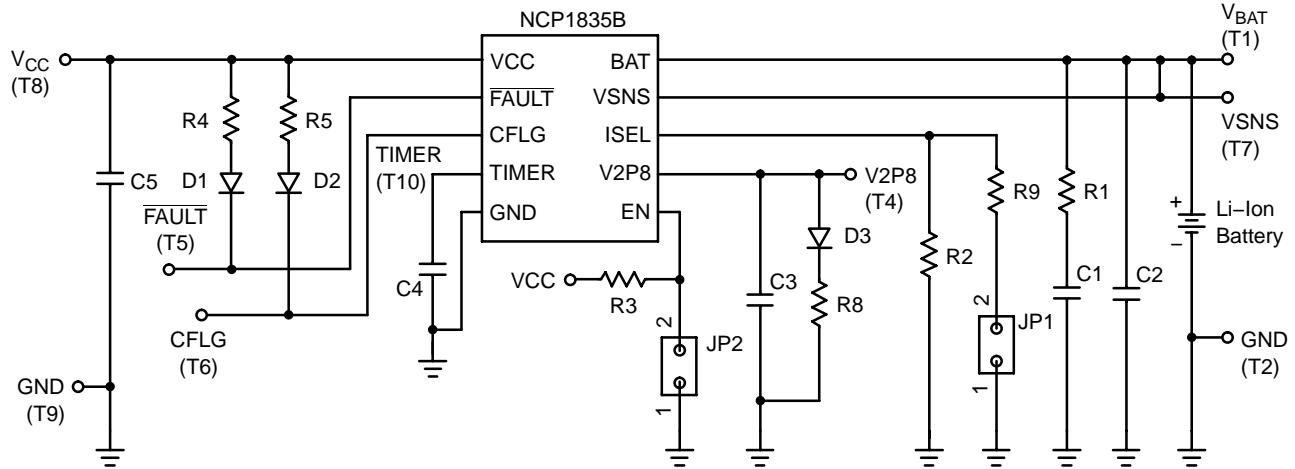 NCP1835B
V_BAT
(T1)
V_CC
(T8)
VCC
BAT
FAULT
VSNS
CFLG
ISEL
TIMER
V2P8
GND
EN
R4
R5
VSNS
(T7)
TIMER
(T10)
C5
D1
D2
V2P8
(T4)
R9
R1
+
Li–Ion
Battery
–
FAULT
(T5)
D3
R2
C4
VCC
R3
C3
R8
C1
C2
CFLG
(T6)
2
JP2
1
2
JP1
1
GND
(T2)
GND
(T9)